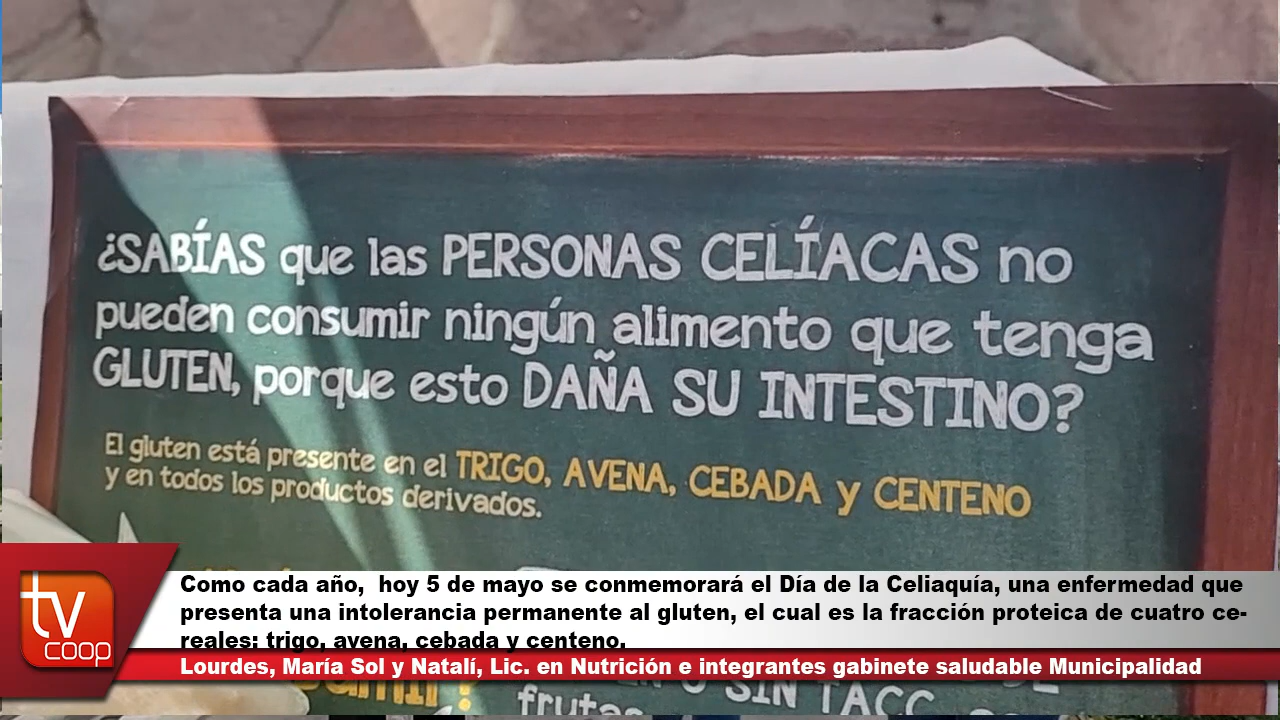 ¿SABÍAS que las PERSONAS CELÍACAS no
pueden consumir ningún alimento que tenga
GLUTEN, porque esto DAÑA SU INTESTINO?
El gluten está presente en el TRIGO, AVENA, CEBADA y CENTENO
y en todos los productos derivados.
tv
coop
Como cada año,  hoy 5 de mayo se conmemorará el Día de la Celiaquía, una enfermedad que
presenta una intolerancia permanente al gluten, el cual es la fracción proteica de cuatro ce-
reales: trigo, avena, cebada y centeno.
Lourdes, María Sol y Natalí, Lic. en Nutrición e integrantes gabinete saludable Municipalidad
SIN TACC
frutas